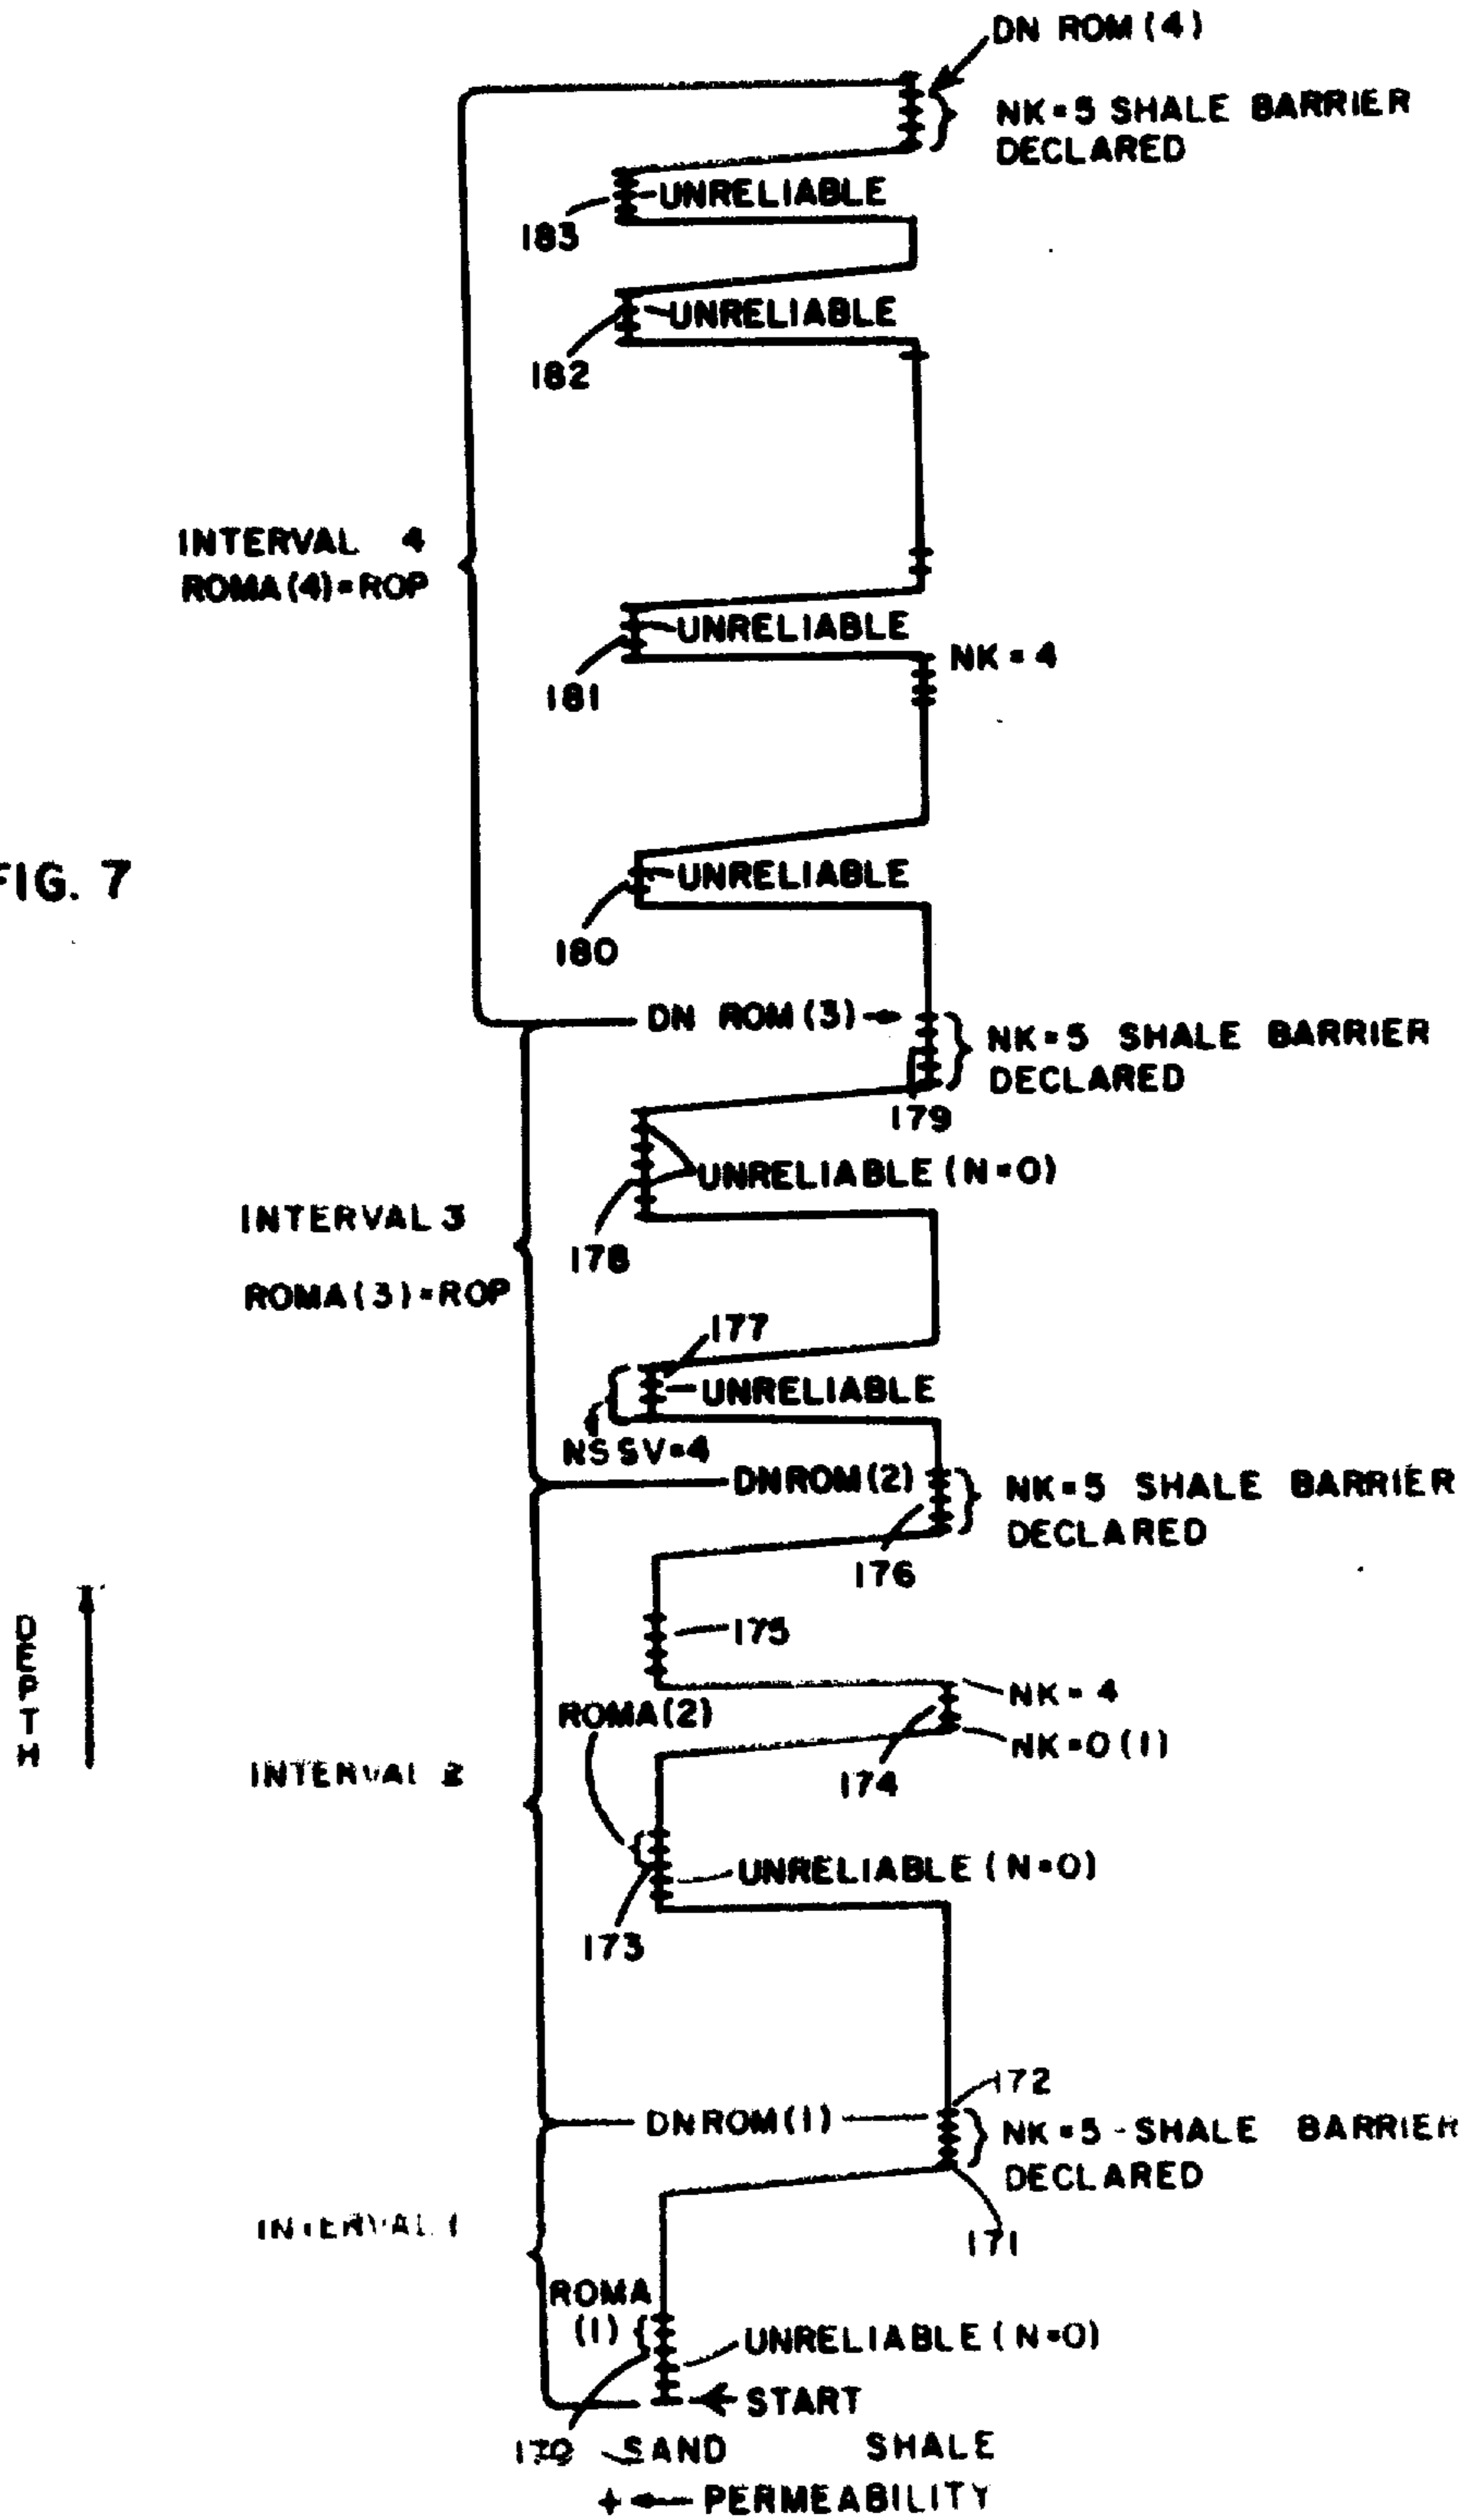 DN ROM (4)
NK = 5 SHALE BARRIER
DECLARED
UNRELIABLE
183
UNRELIABLE
182
INTERVAL 4
ROMA (4) = ROP
UNRELIABLE
NK = 4
181
FIG. 7
UNRELIABLE
180
DN ROM (3)
NK = 5 SHALE BARRIER
DECLARED
179
UNRELIABLE (N = 0)
INTERVAL 3
178
ROMA (3) = ROP
177
UNRELIABLE
NSSV = 4
DNROM (2)
NK = 5 SHALE BARRIER
DECLARED
176
DEPTH
175
NK = 4
ROMA (2)
NK = 0 (1)
INTERVAL 2
174
UNRELIABLE (N = 0)
173
172
DNROM (1)
NK = 5 - SHALE BARRIER
DECLARED
INTERVAL 1
171
ROMA
(1)
UNRELIABLE (N = 0)
START
170 SAND SHALE
+ ← PERMEABILITY